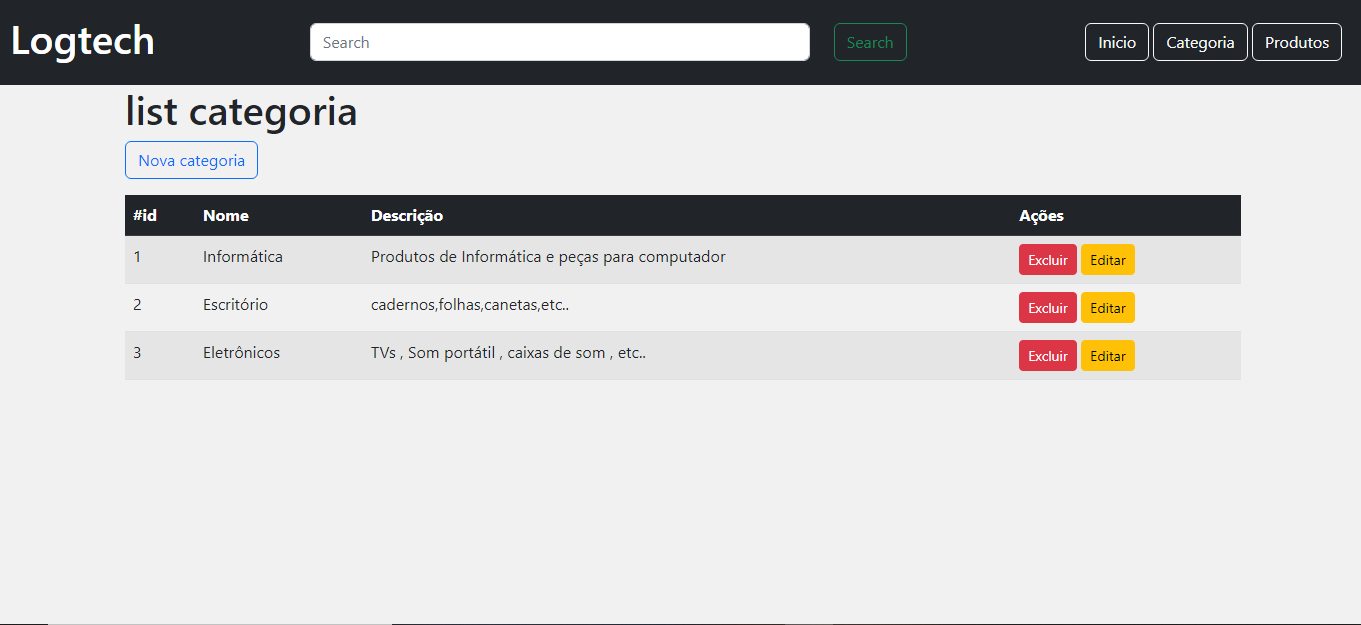 Logtech Search Search Inicio Categoria Produtos
list categoria
Nova categoria
#id Nome Descrição Ações
1 Informática Produtos de Informática e peças para computador Excluir Editar
2 Escritório cadernos,folhas,canetas,etc.. Excluir Editar
3 Eletrônicos TVs , Som portátil , caixas de som , etc.. Excluir Editar